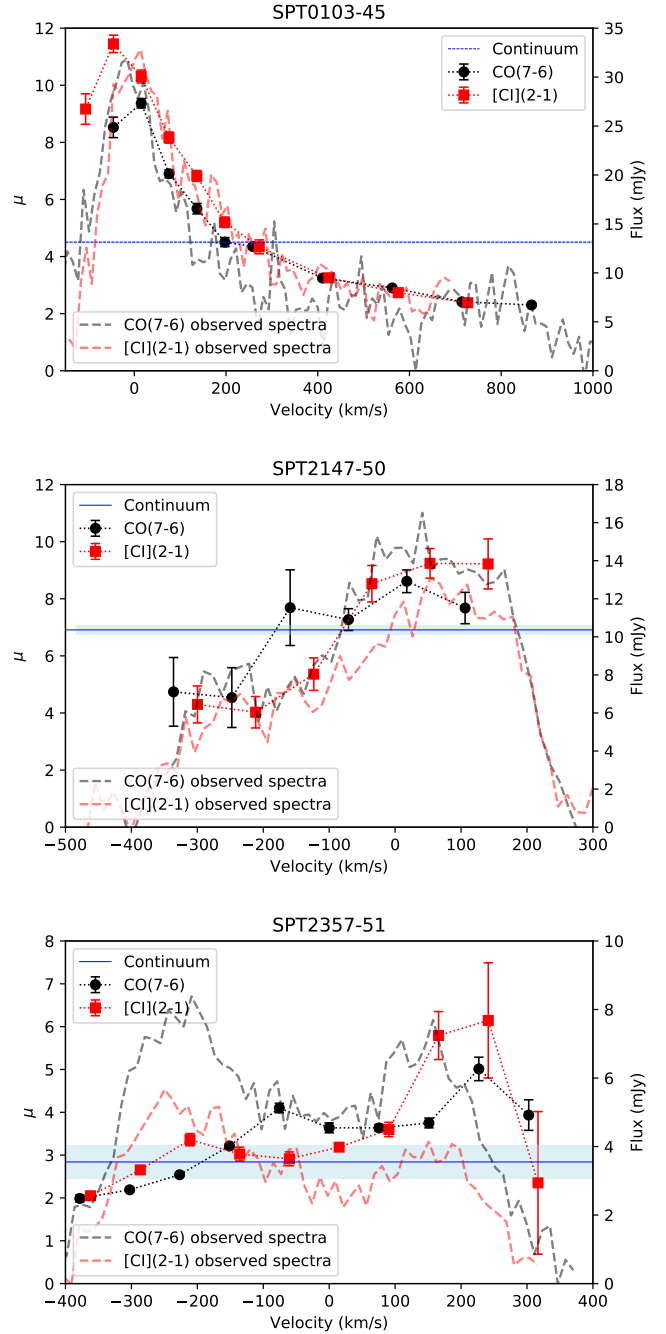 SPT0103-45
12
10
8
6
4
2
0
μ
35
30
25
20
15
10
5
0
Flux (mJy)
Continuum
CO(7-6)
[CI](2-1)
CO(7-6) observed spectra
[CI](2-1) observed spectra
0 200 400 600 800 1000
Velocity (km/s)
SPT2147-50
12
10
8
6
4
2
0
μ
18
16
14
12
10
8
6
4
2
0
Flux (mJy)
Continuum
CO(7-6)
[CI](2-1)
CO(7-6) observed spectra
[CI](2-1) observed spectra
−500 −400 −300 −200 −100 0 100 200 300
Velocity (km/s)
SPT2357-51
8
7
6
5
4
3
2
1
0
μ
10
8
6
4
2
0
Flux (mJy)
Continuum
CO(7-6)
[CI](2-1)
CO(7-6) observed spectra
[CI](2-1) observed spectra
−400 −300 −200 −100 0 100 200 300 400
Velocity (km/s)